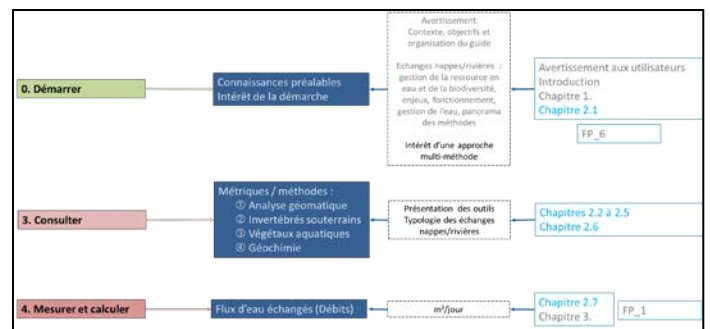 0. Démarrer
Connaissances préalables
Intérêt de la démarche
Avertissement
Contexte, objectifs et
organisation du guide
Echanges nappes/rivières :
gestion de la ressource en
eau et de la biodiversité,
enjeux, fonctionnement,
gestion de l'eau, panorama
des méthodes
Intérêt d'une approche
multi-méthode
Avertissement aux utilisateurs
Introduction
Chapitre 1.
Chapitre 2.1
FP_6
3. Consulter
Métriques / méthodes :
① Analyse géomatique
② Invertébrés souterrains
③ Végétaux aquatiques
④ Géochimie
Présentation des outils
Typologie des échanges
nappes/rivières
Chapitres 2.2 à 2.5
Chapitre 2.6
4. Mesurer et calculer
Flux d'eau échangés (Débits)
m³/jour
Chapitre 2.7
Chapitre 3.
FP_1